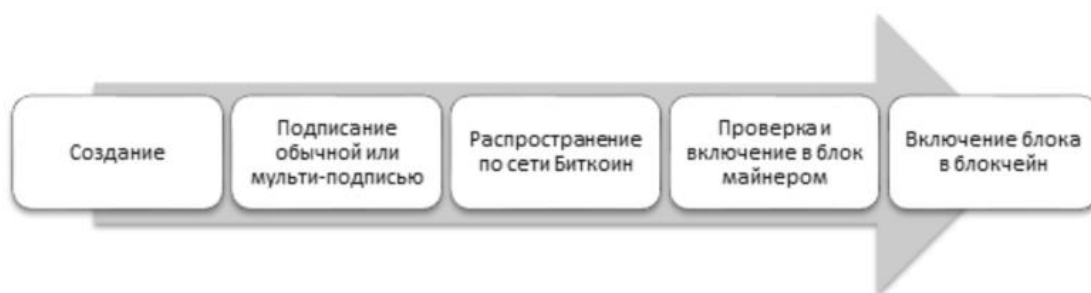 Создание
Подписание
обычной или
мульти-подписью
Распространение
по сети Биткоин
Проверка и
включение в блок
майнером
Включение блока
в блокчейн